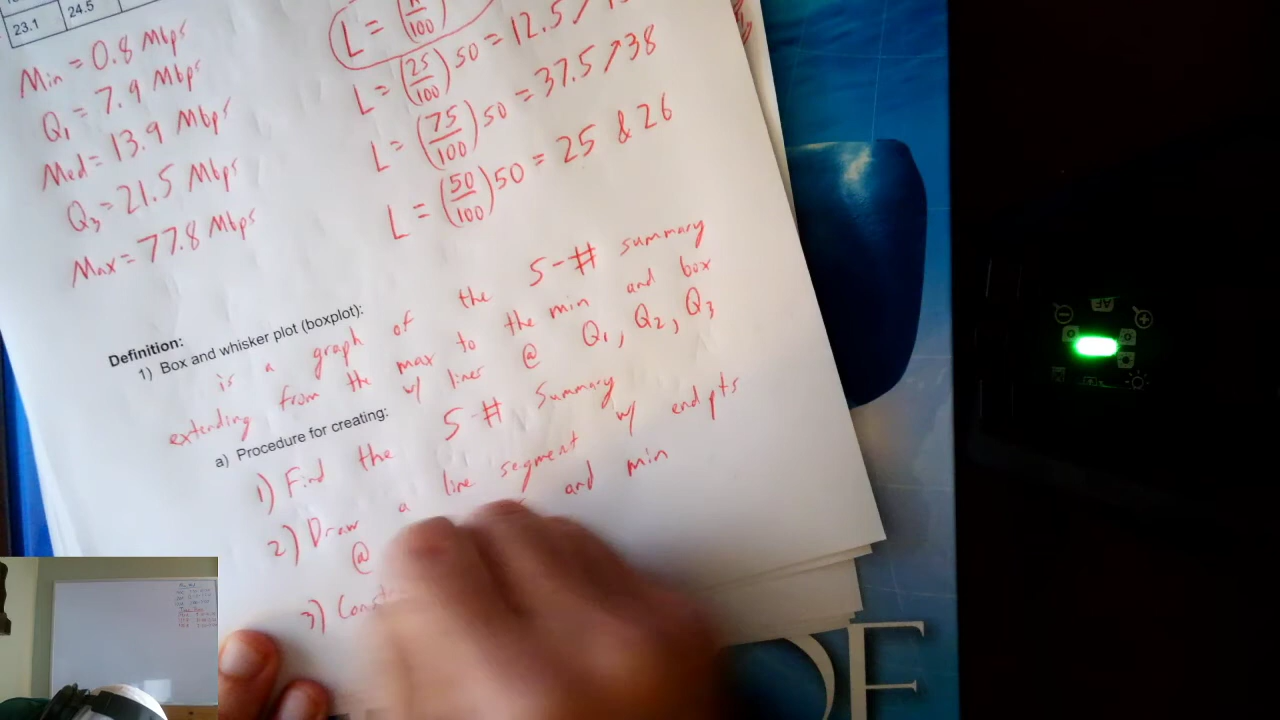 23.1 24.5
Min = 0.8 Mbps
Q1 = 7.9 Mbps
Med = 13.9 Mbps
Q3 = 21.5 Mbps
Max = 77.8 Mbps
L = ( /100)
L = (25/100) 50 = 12.5 ↗
L = (75/100) 50 = 37.5 ↗ 38
L = (50/100) 50 = 25 & 26
Definition:
1) Box and whisker plot (boxplot):
is a graph of the 5-# summary
extending from the max to the min and box
w/ lines @ Q1, Q2, Q3
a) Procedure for creating:
1) Find the 5-# Summary
2) Draw a line segment w/ endpts
@ and min
3) Const
AF